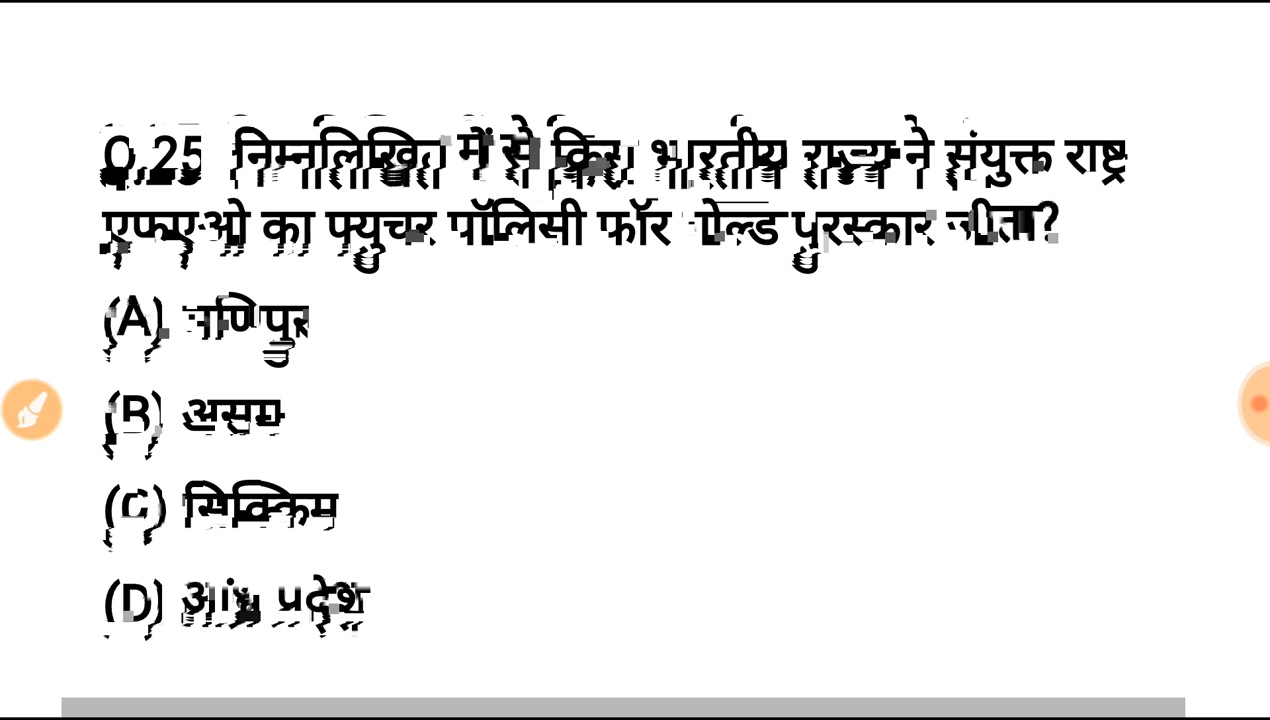 Q.25 निम्नलिखित में से किस भारतीय राज्य ने संयुक्त राष्ट्र
एफएओ का फ्युचर पॉलिसी फॉर गोल्ड पुरस्कार जीता?
(A) मणिपुर
(B) असम
(C) सिक्किम
(D) आंध्र प्रदेश